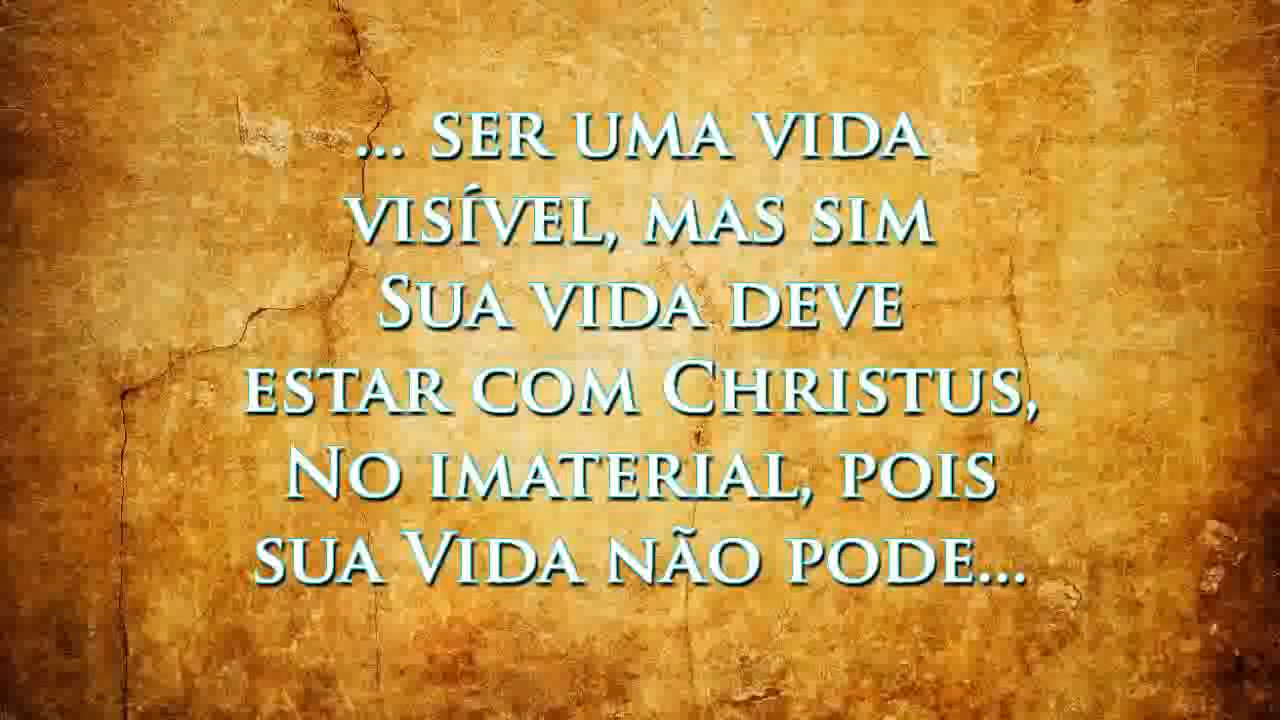 ... ser uma vida
visível, mas sim
Sua vida deve
estar com Christus,
No imaterial, pois
sua Vida não pode...